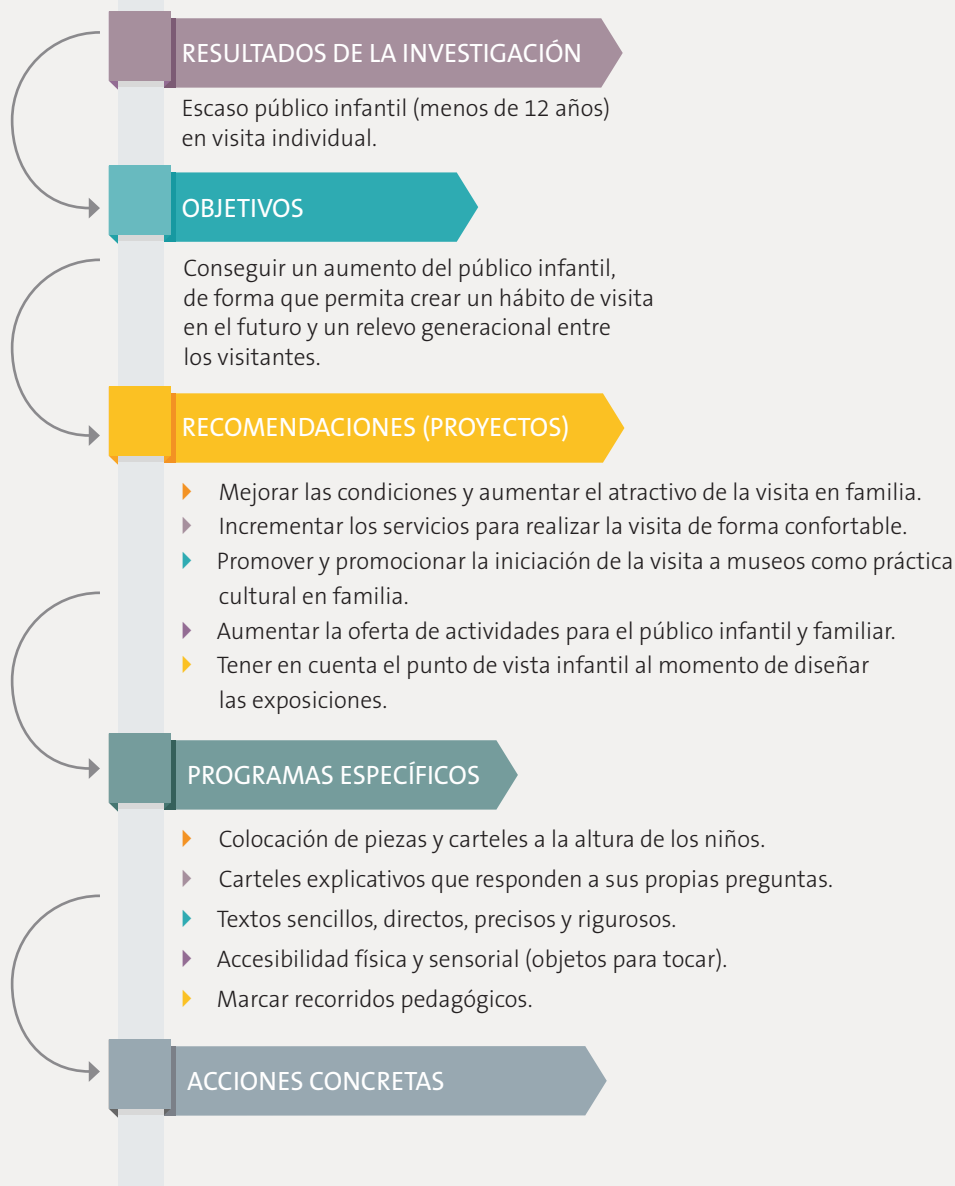 RESULTADOS DE LA INVESTIGACIÓN
Escaso público infantil (menos de 12 años)
en visita individual.
OBJETIVOS
Conseguir un aumento del público infantil,
de forma que permita crear un hábito de visita
en el futuro y un relevo generacional entre
los visitantes.
RECOMENDACIONES (PROYECTOS)
Mejorar las condiciones y aumentar el atractivo de la visita en familia.
Incrementar los servicios para realizar la visita de forma confortable.
Promover y promocionar la iniciación de la visita a museos como práctica
cultural en familia.
Aumentar la oferta de actividades para el público infantil y familiar.
Tener en cuenta el punto de vista infantil al momento de diseñar
las exposiciones.
PROGRAMAS ESPECÍFICOS
Colocación de piezas y carteles a la altura de los niños.
Carteles explicativos que responden a sus propias preguntas.
Textos sencillos, directos, precisos y rigurosos.
Accesibilidad física y sensorial (objetos para tocar).
Marcar recorridos pedagógicos.
ACCIONES CONCRETAS